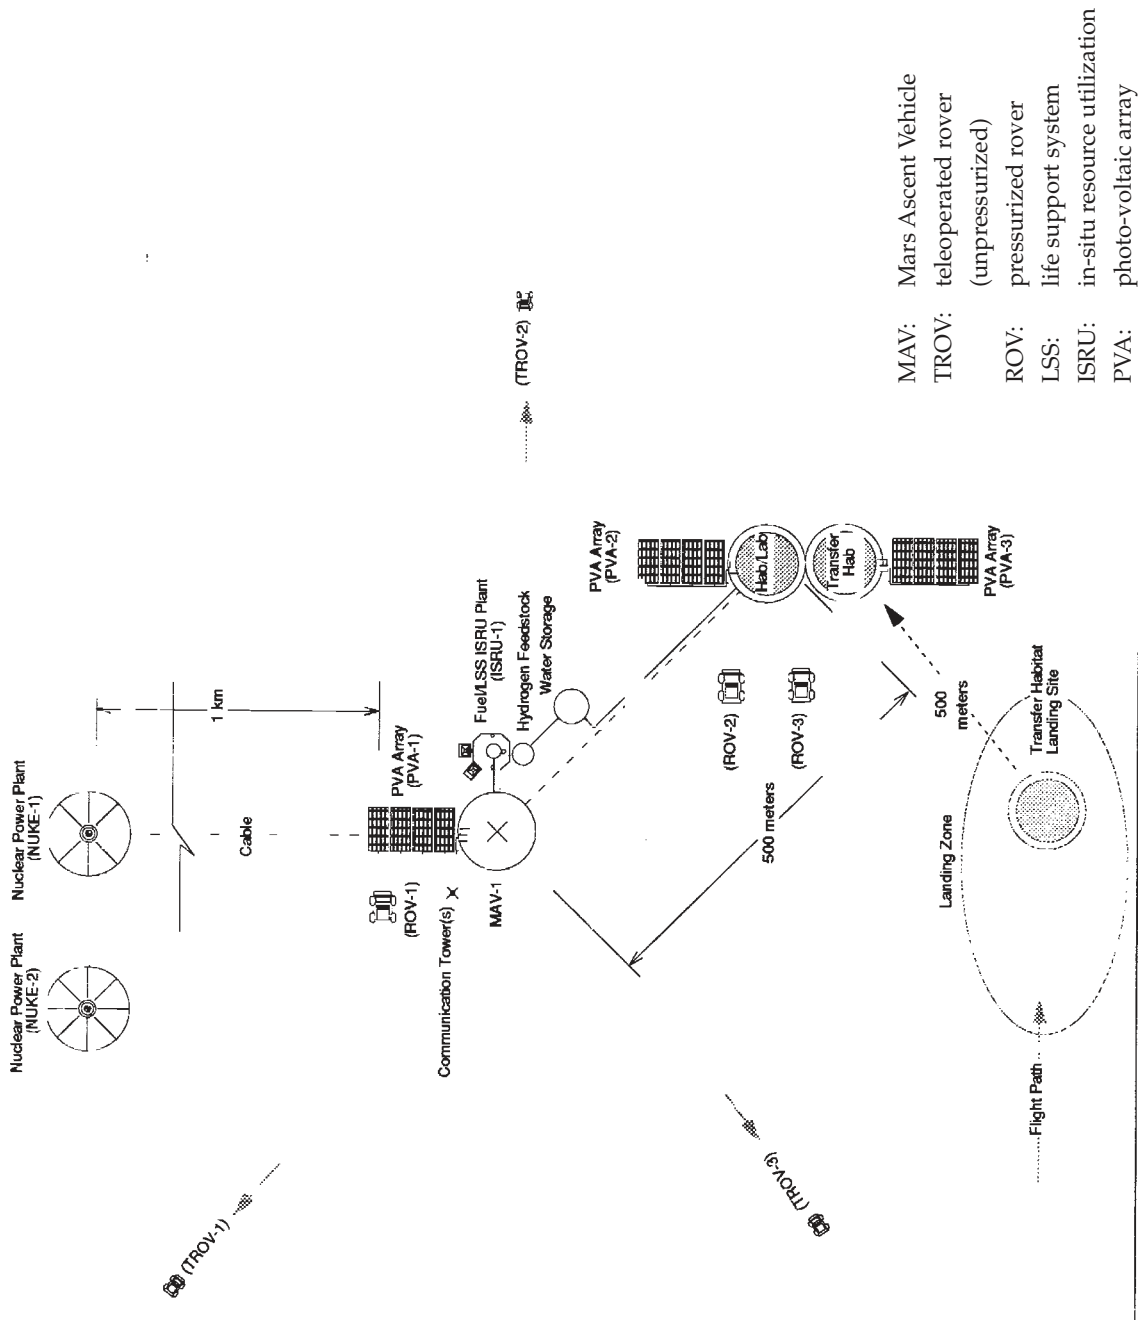 Nuclear Power Plant
(NUKE-2)
Nuclear Power Plant
(NUKE-1)
(TROV-1)
Cable
1 km
(ROV-1)
PVA Array
(PVA-1)
Communication Tower(s)
MAV-1
Fuel/LSS ISRU Plant
(ISRU-1)
Hydrogen Feedstock
Water Storage
(TROV-2)
PVA Array
(PVA-2)
Hab/Lab
Transfer
Hab
PVA Array
(PVA-3)
(ROV-2)
(ROV-3)
500 meters
500
meters
(TROV-3)
Landing Zone
Transfer Habitat
Landing Site
Flight Path
MAV: Mars Ascent Vehicle
TROV: teleoperated rover
(unpressurized)
ROV: pressurized rover
LSS: life support system
ISRU: in-situ resource utilization
PVA: photo-voltaic array